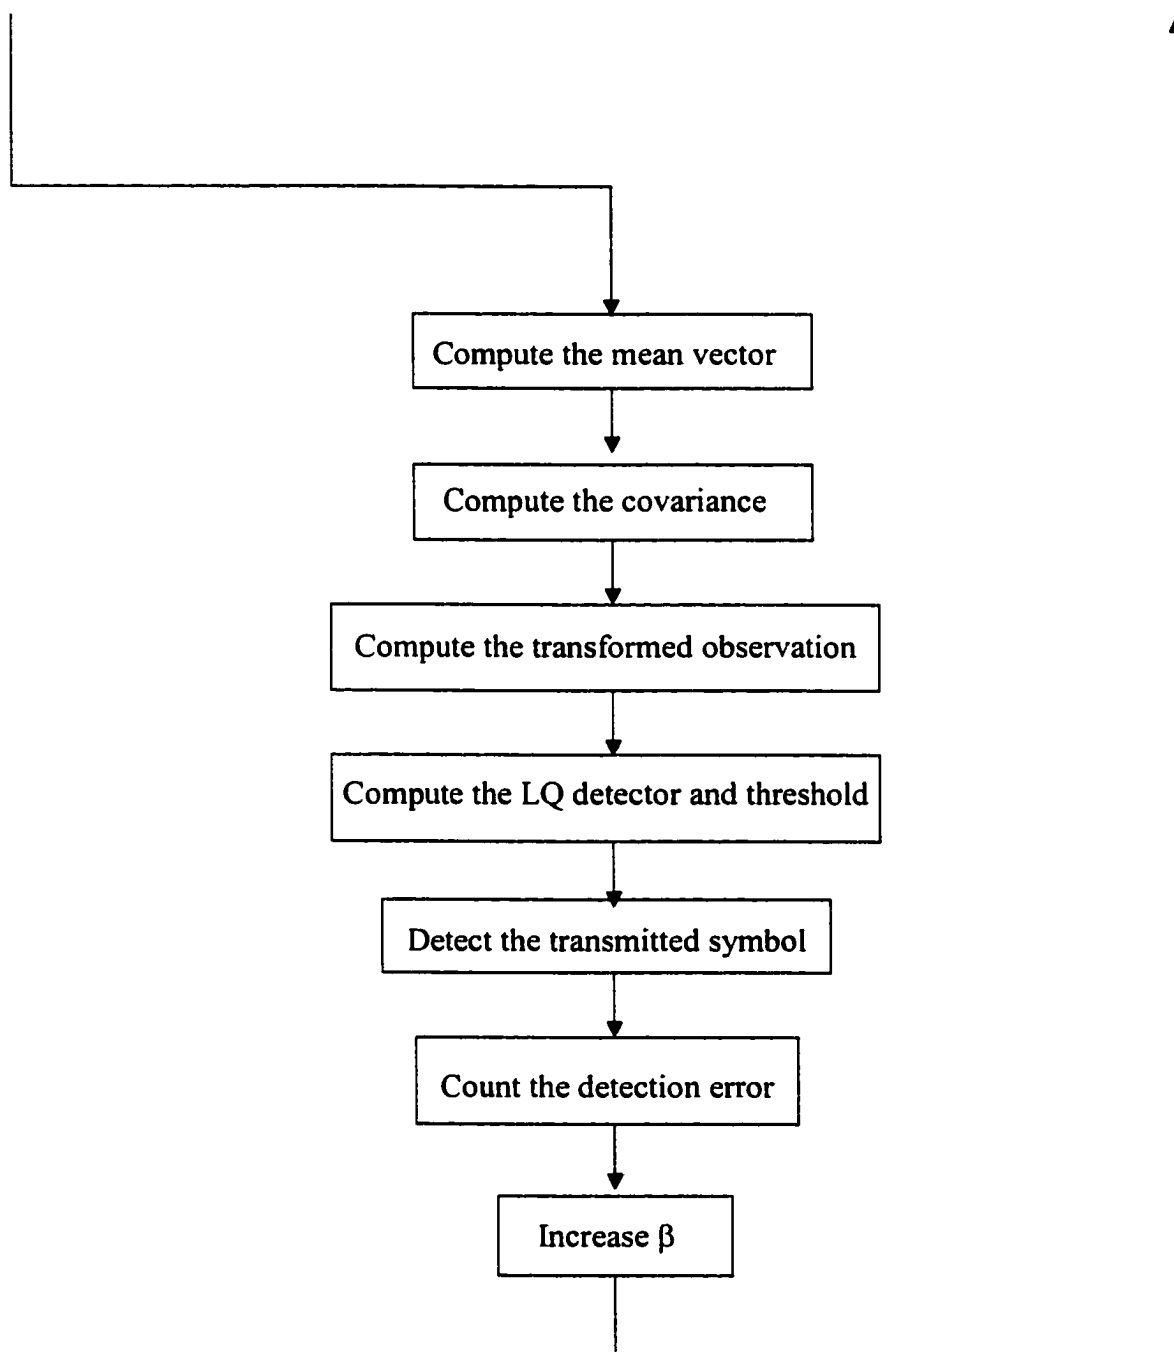 Compute the mean vector
Compute the covariance
Compute the transformed observation
Compute the LQ detector and threshold
Detect the transmitted symbol
Count the detection error
Increase β